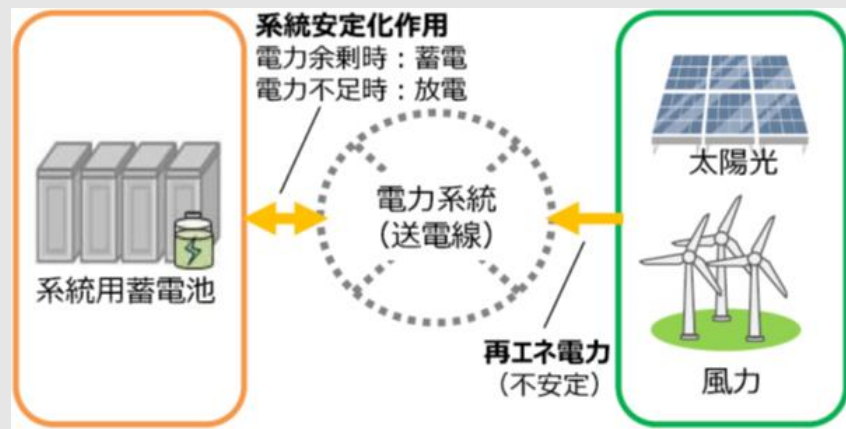 系統安定化作用
電力余剰時：蓄電
電力不足時：放電
系統用蓄電池
電力系統
（送電線）
太陽光
再エネ電力
（不安定）
風力